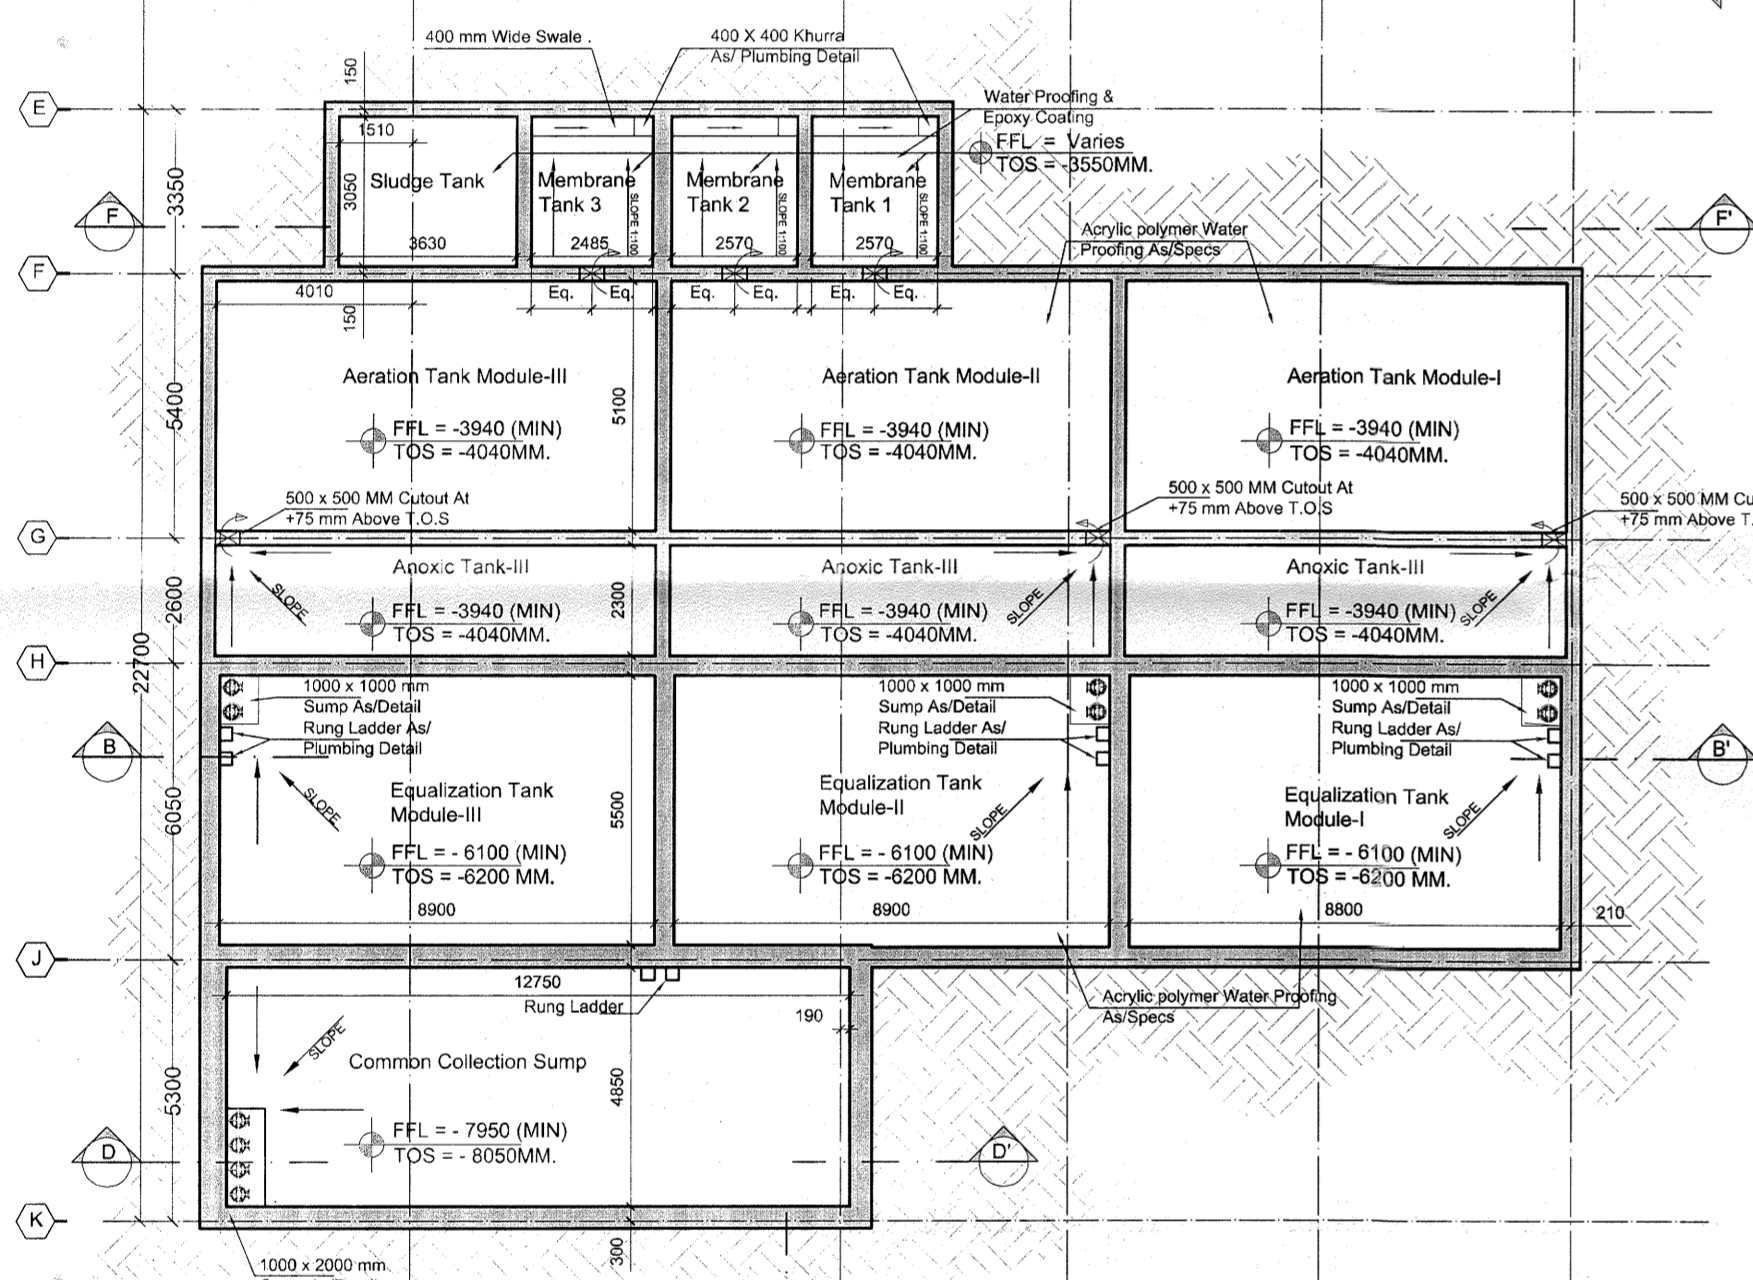 400 mm Wide Swale .
400 X 400 Khurra
As/ Plumbing Detail
150
E
Water Proofing &
Epoxy Coating
FFL = Varies
TOS = -3550MM.
1510
3350
3050
Sludge Tank
Membrane
Tank 3
Membrane
Tank 2
Membrane
Tank 1
SLOPE 1:100
SLOPE 1:100
SLOPE 1:100
F
F'
3630
2485
2570
2570
Acrylic polymer Water
Proofing As/Specs
F
4010
150
Eq.
Eq.
Eq.
Eq.
Eq.
Eq.
5400
5100
Aeration Tank Module-III
FFL = -3940 (MIN)
TOS = -4040MM.
Aeration Tank Module-II
FFL = -3940 (MIN)
TOS = -4040MM.
Aeration Tank Module-I
FFL = -3940 (MIN)
TOS = -4040MM.
500 x 500 MM Cutout At
+75 mm Above T.O.S
500 x 500 MM Cutout At
+75 mm Above T.O.S
500 x 500 MM Cu
+75 mm Above T.
G
2600
2300
22700
Anoxic Tank-III
SLOPE
FFL = -3940 (MIN)
TOS = -4040MM.
Anoxic Tank-III
SLOPE
FFL = -3940 (MIN)
TOS = -4040MM.
Anoxic Tank-III
SLOPE
FFL = -3940 (MIN)
TOS = -4040MM.
H
1000 x 1000 mm
Sump As/Detail
Rung Ladder As/
Plumbing Detail
1000 x 1000 mm
Sump As/Detail
Rung Ladder As/
Plumbing Detail
1000 x 1000 mm
Sump As/Detail
Rung Ladder As/
Plumbing Detail
B
B'
6050
5500
SLOPE
Equalization Tank
Module-III
FFL = - 6100 (MIN)
TOS = -6200 MM.
8900
Equalization Tank
Module-II
SLOPE
FFL = - 6100 (MIN)
TOS = -6200 MM.
8900
Equalization Tank
Module-I
SLOPE
FFL = - 6100 (MIN)
TOS = -6200 MM.
8800
210
J
12750
Rung Ladder
190
Acrylic polymer Water Proofing
As/Specs
SLOPE
Common Collection Sump
5300
4850
FFL = - 7950 (MIN)
TOS = - 8050MM.
D
D'
K
300
1000 x 2000 mm